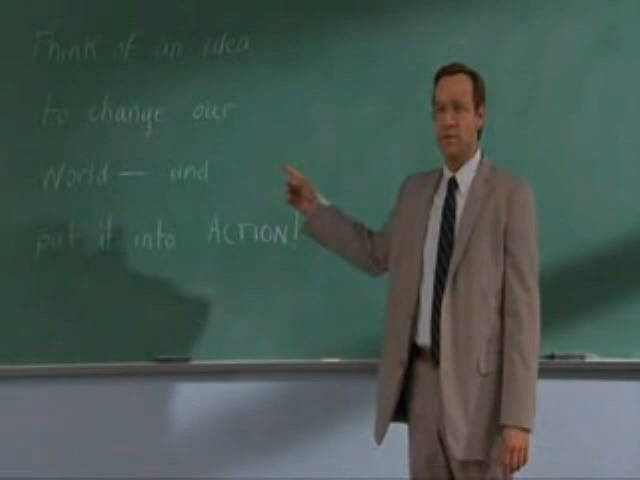 Think of an idea
to change our
World — and
put it into ACTION!